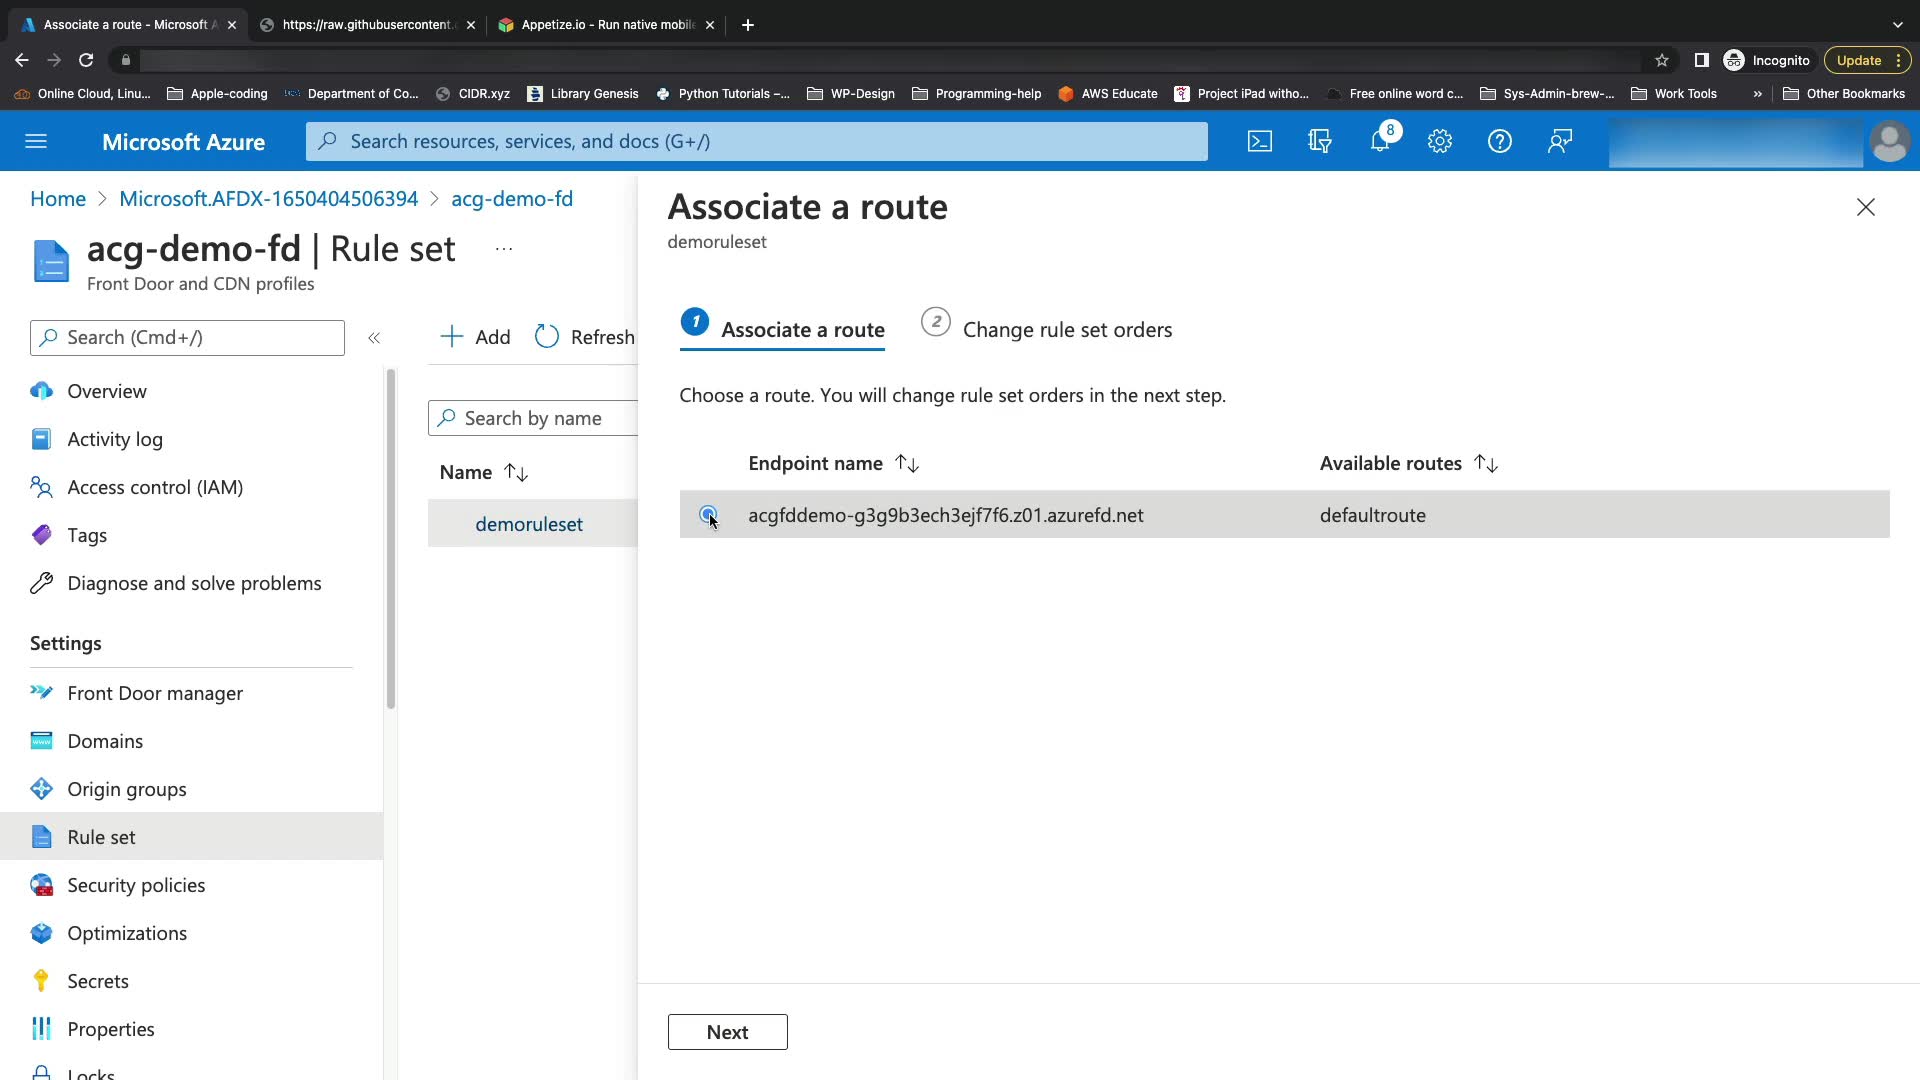 Associate a route - Microsoft A
https://raw.githubusercontent.c
Appetize.io - Run native mobile
Incognito
Update
Online Cloud, Linu...
Apple-coding
Department of Co...
CIDR.xyz
Library Genesis
Python Tutorials –...
WP-Design
Programming-help
AWS Educate
Project iPad witho...
Free online word c...
Sys-Admin-brew-...
Work Tools
»
Other Bookmarks
Microsoft Azure
Search resources, services, and docs (G+/)
8
Home > Microsoft.AFDX-1650404506394 > acg-demo-fd
acg-demo-fd | Rule set ...
Front Door and CDN profiles
Search (Cmd+/)
«
Overview
Activity log
Access control (IAM)
Tags
Diagnose and solve problems
Settings
Front Door manager
Domains
Origin groups
Rule set
Security policies
Optimizations
Secrets
Properties
Locks
Add
Refresh
Search by name
Name
demoruleset
Associate a route
demoruleset
1 Associate a route
2 Change rule set orders
Choose a route. You will change rule set orders in the next step.
Endpoint name
Available routes
acgfddemo-g3g9b3ech3ejf7f6.z01.azurefd.net
defaultroute
Next